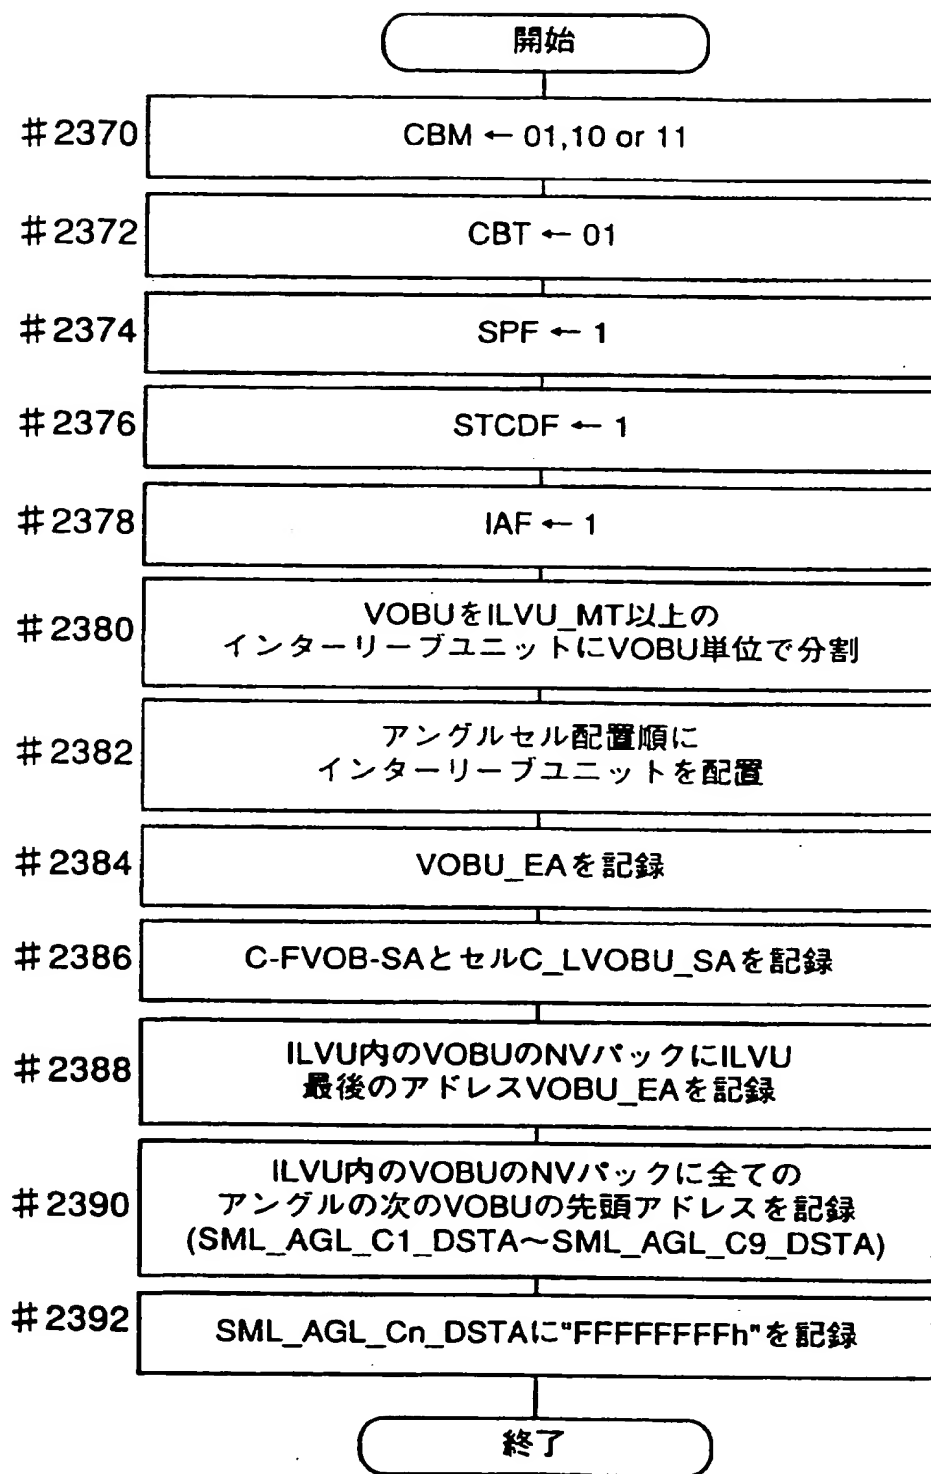 開始
#2370
CBM ← 01,10 or 11
#2372
CBT ← 01
#2374
SPF ← 1
#2376
STCDF ← 1
#2378
IAF ← 1
#2380
VOBUをILVU_MT以上の
インターリーブユニットにVOBU単位で分割
#2382
アングルセル配置順に
インターリーブユニットを配置
#2384
VOBU_EAを記録
#2386
C-FVOB-SAとセルC_LVOBU_SAを記録
#2388
ILVU内のVOBUのNVパックにILVU
最後のアドレスVOBU_EAを記録
#2390
ILVU内のVOBUのNVパックに全ての
アングルの次のVOBUの先頭アドレスを記録
(SML_AGL_C1_DSTA～SML_AGL_C9_DSTA)
#2392
SML_AGL_Cn_DSTAに"FFFFFFFFh"を記録
終了